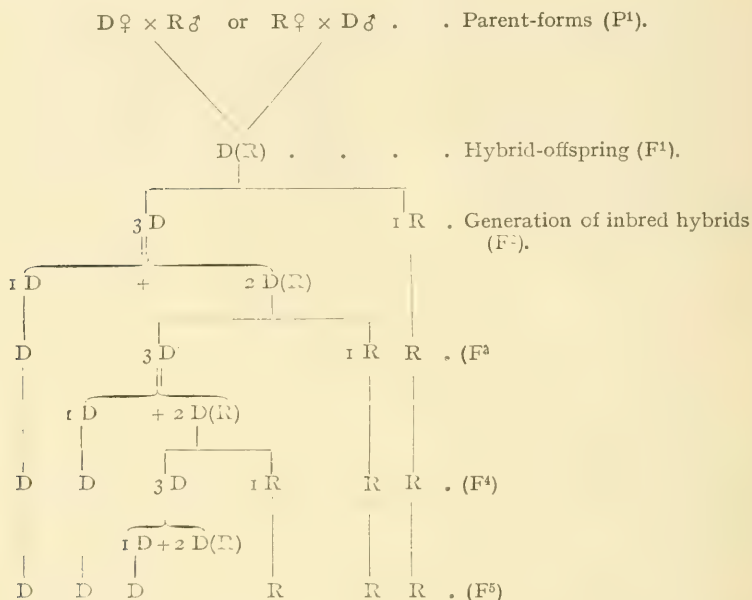 D♀ × R♂ or R♀ × D♂ . . Parent-forms (P¹).
D(R) . . . . Hybrid-offspring (F¹).
3 D 1 R . Generation of inbred hybrids
(F²).
1 D + 2 D(R)
D 3 D 1 R R . (F³
1 D + 2 D(R)
D D 3 D 1 R R R . (F⁴)
1 D + 2 D(R)
D D D R R R . (F⁵)